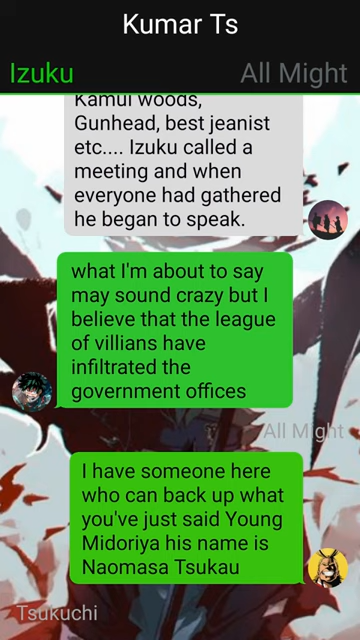 Kumar Ts
Izuku All Might
Kamui woods,
Gunhead, best jeanist
etc.... Izuku called a
meeting and when
everyone had gathered
he began to speak.
what I'm about to say
may sound crazy but I
believe that the league
of villians have
infiltrated the
government offices
All Might
I have someone here
who can back up what
you've just said Young
Midoriya his name is
Naomasa Tsukau
Tsukuchi